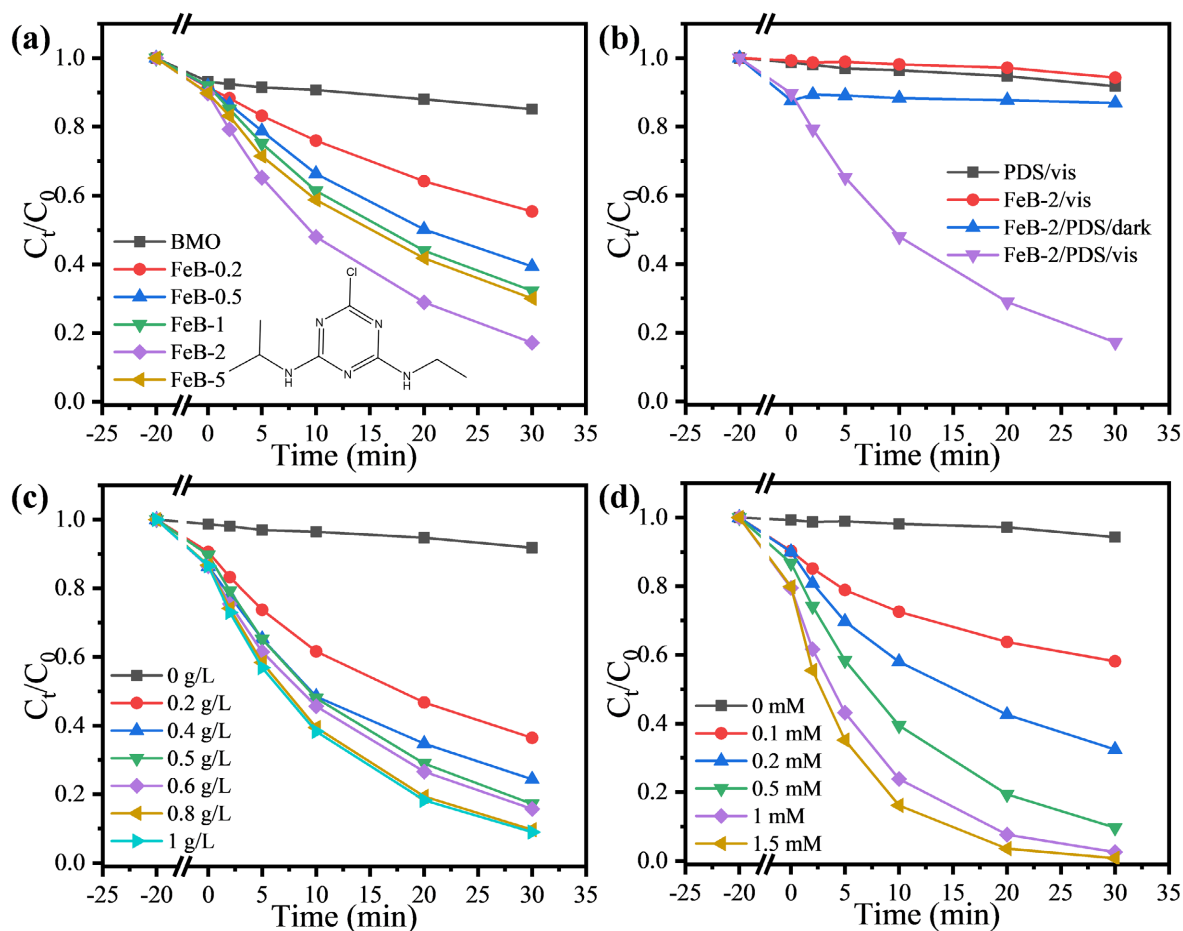 (a)
1.0
0.8
0.6
0.4
0.2
0.0
Ct/C0
BMO
FeB-0.2
FeB-0.5
FeB-1
FeB-2
FeB-5
Cl
N N
N
N
H
N
H
-25 -20 0 5 10 15 20 25 30 35
Time (min)
(b)
1.0
0.8
0.6
0.4
0.2
0.0
Ct/C0
PDS/vis
FeB-2/vis
FeB-2/PDS/dark
FeB-2/PDS/vis
-25 -20 0 5 10 15 20 25 30 35
Time (min)
(c)
1.0
0.8
0.6
0.4
0.2
0.0
Ct/C0
0 g/L
0.2 g/L
0.4 g/L
0.5 g/L
0.6 g/L
0.8 g/L
1 g/L
-25 -20 0 5 10 15 20 25 30 35
Time (min)
(d)
1.0
0.8
0.6
0.4
0.2
0.0
Ct/C0
0 mM
0.1 mM
0.2 mM
0.5 mM
1 mM
1.5 mM
-25 -20 0 5 10 15 20 25 30 35
Time (min)